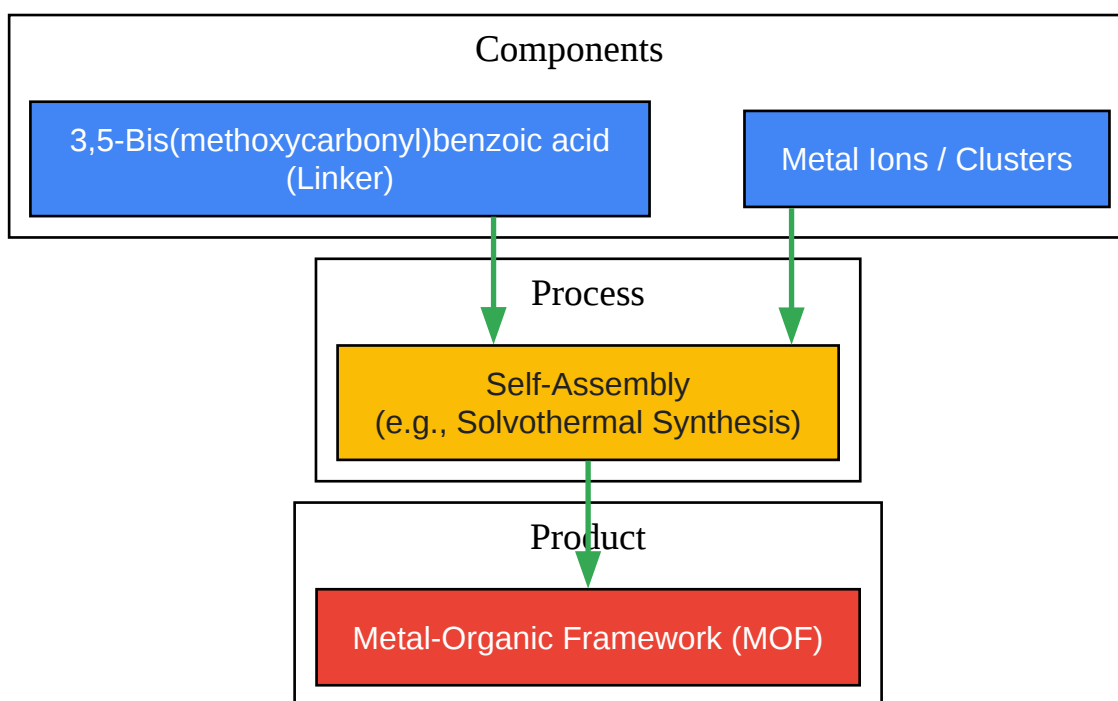 Components
3,5-Bis(methoxycarbonyl)benzoic acid
(Linker)
Metal Ions / Clusters
Process
Self-Assembly
(e.g., Solvothermal Synthesis)
Product
Metal-Organic Framework (MOF)